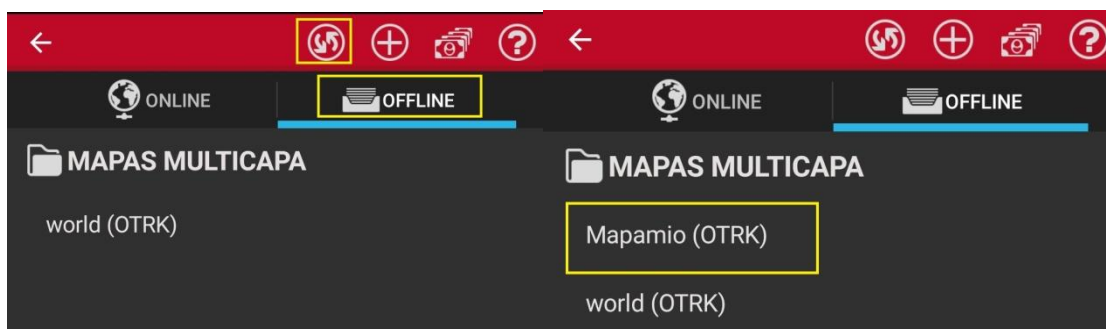 ONLINE OFFLINE
MAPAS MULTICAPA
world (OTRK)
ONLINE OFFLINE
MAPAS MULTICAPA
Mapamio (OTRK)
world (OTRK)